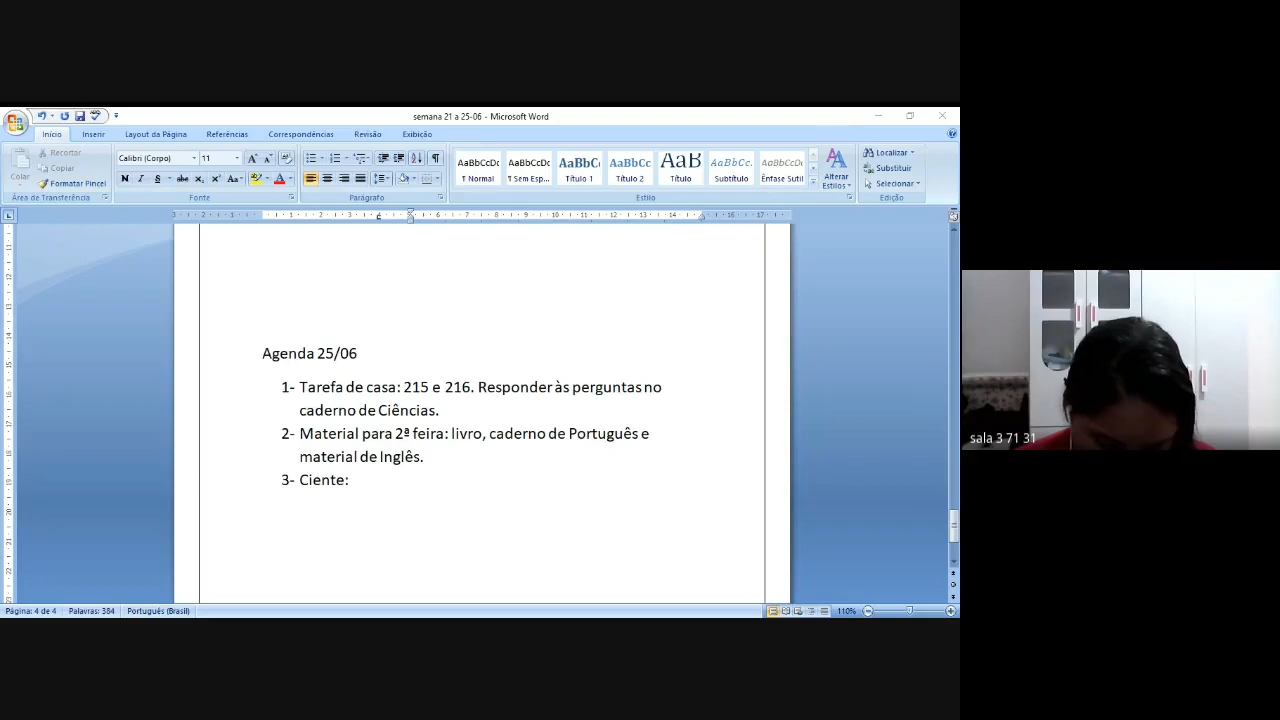 semana 21 a 25-06 - Microsoft Word
Início Inserir Layout da Página Referências Correspondências Revisão Exibição
Colar
Recortar
Copiar
Formatar Pincel
Área de Transferência
Calibri (Corpo) 11
N I S abc x₂ x² Aa
Fonte
Parágrafo
AaBbCcDc AaBbCcDc AaBbC AaBbCc AaB AaBbCc. AaBbCcDc
¶ Normal ¶ Sem Esp... Título 1 Título 2 Título Subtítulo Ênfase Sutil
Alterar Estilos
Estilo
Localizar
Substituir
Selecionar
Edição
Agenda 25/06
1- Tarefa de casa: 215 e 216. Responder às perguntas no
caderno de Ciências.
2- Material para 2ª feira: livro, caderno de Português e
material de Inglês.
3- Ciente:
sala 3 71 31
Página: 4 de 4 Palavras: 384 Português (Brasil) 110%